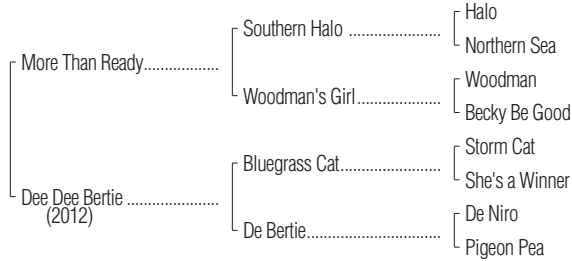 Halo
Southern Halo ..................
Northern Sea
More Than Ready...................
Woodman
Woodman's Girl.....................
Becky Be Good
Storm Cat
Bluegrass Cat........................
She's a Winner
Dee Dee Bertie .......................
(2012)
De Niro
De Bertie................................
Pigeon Pea